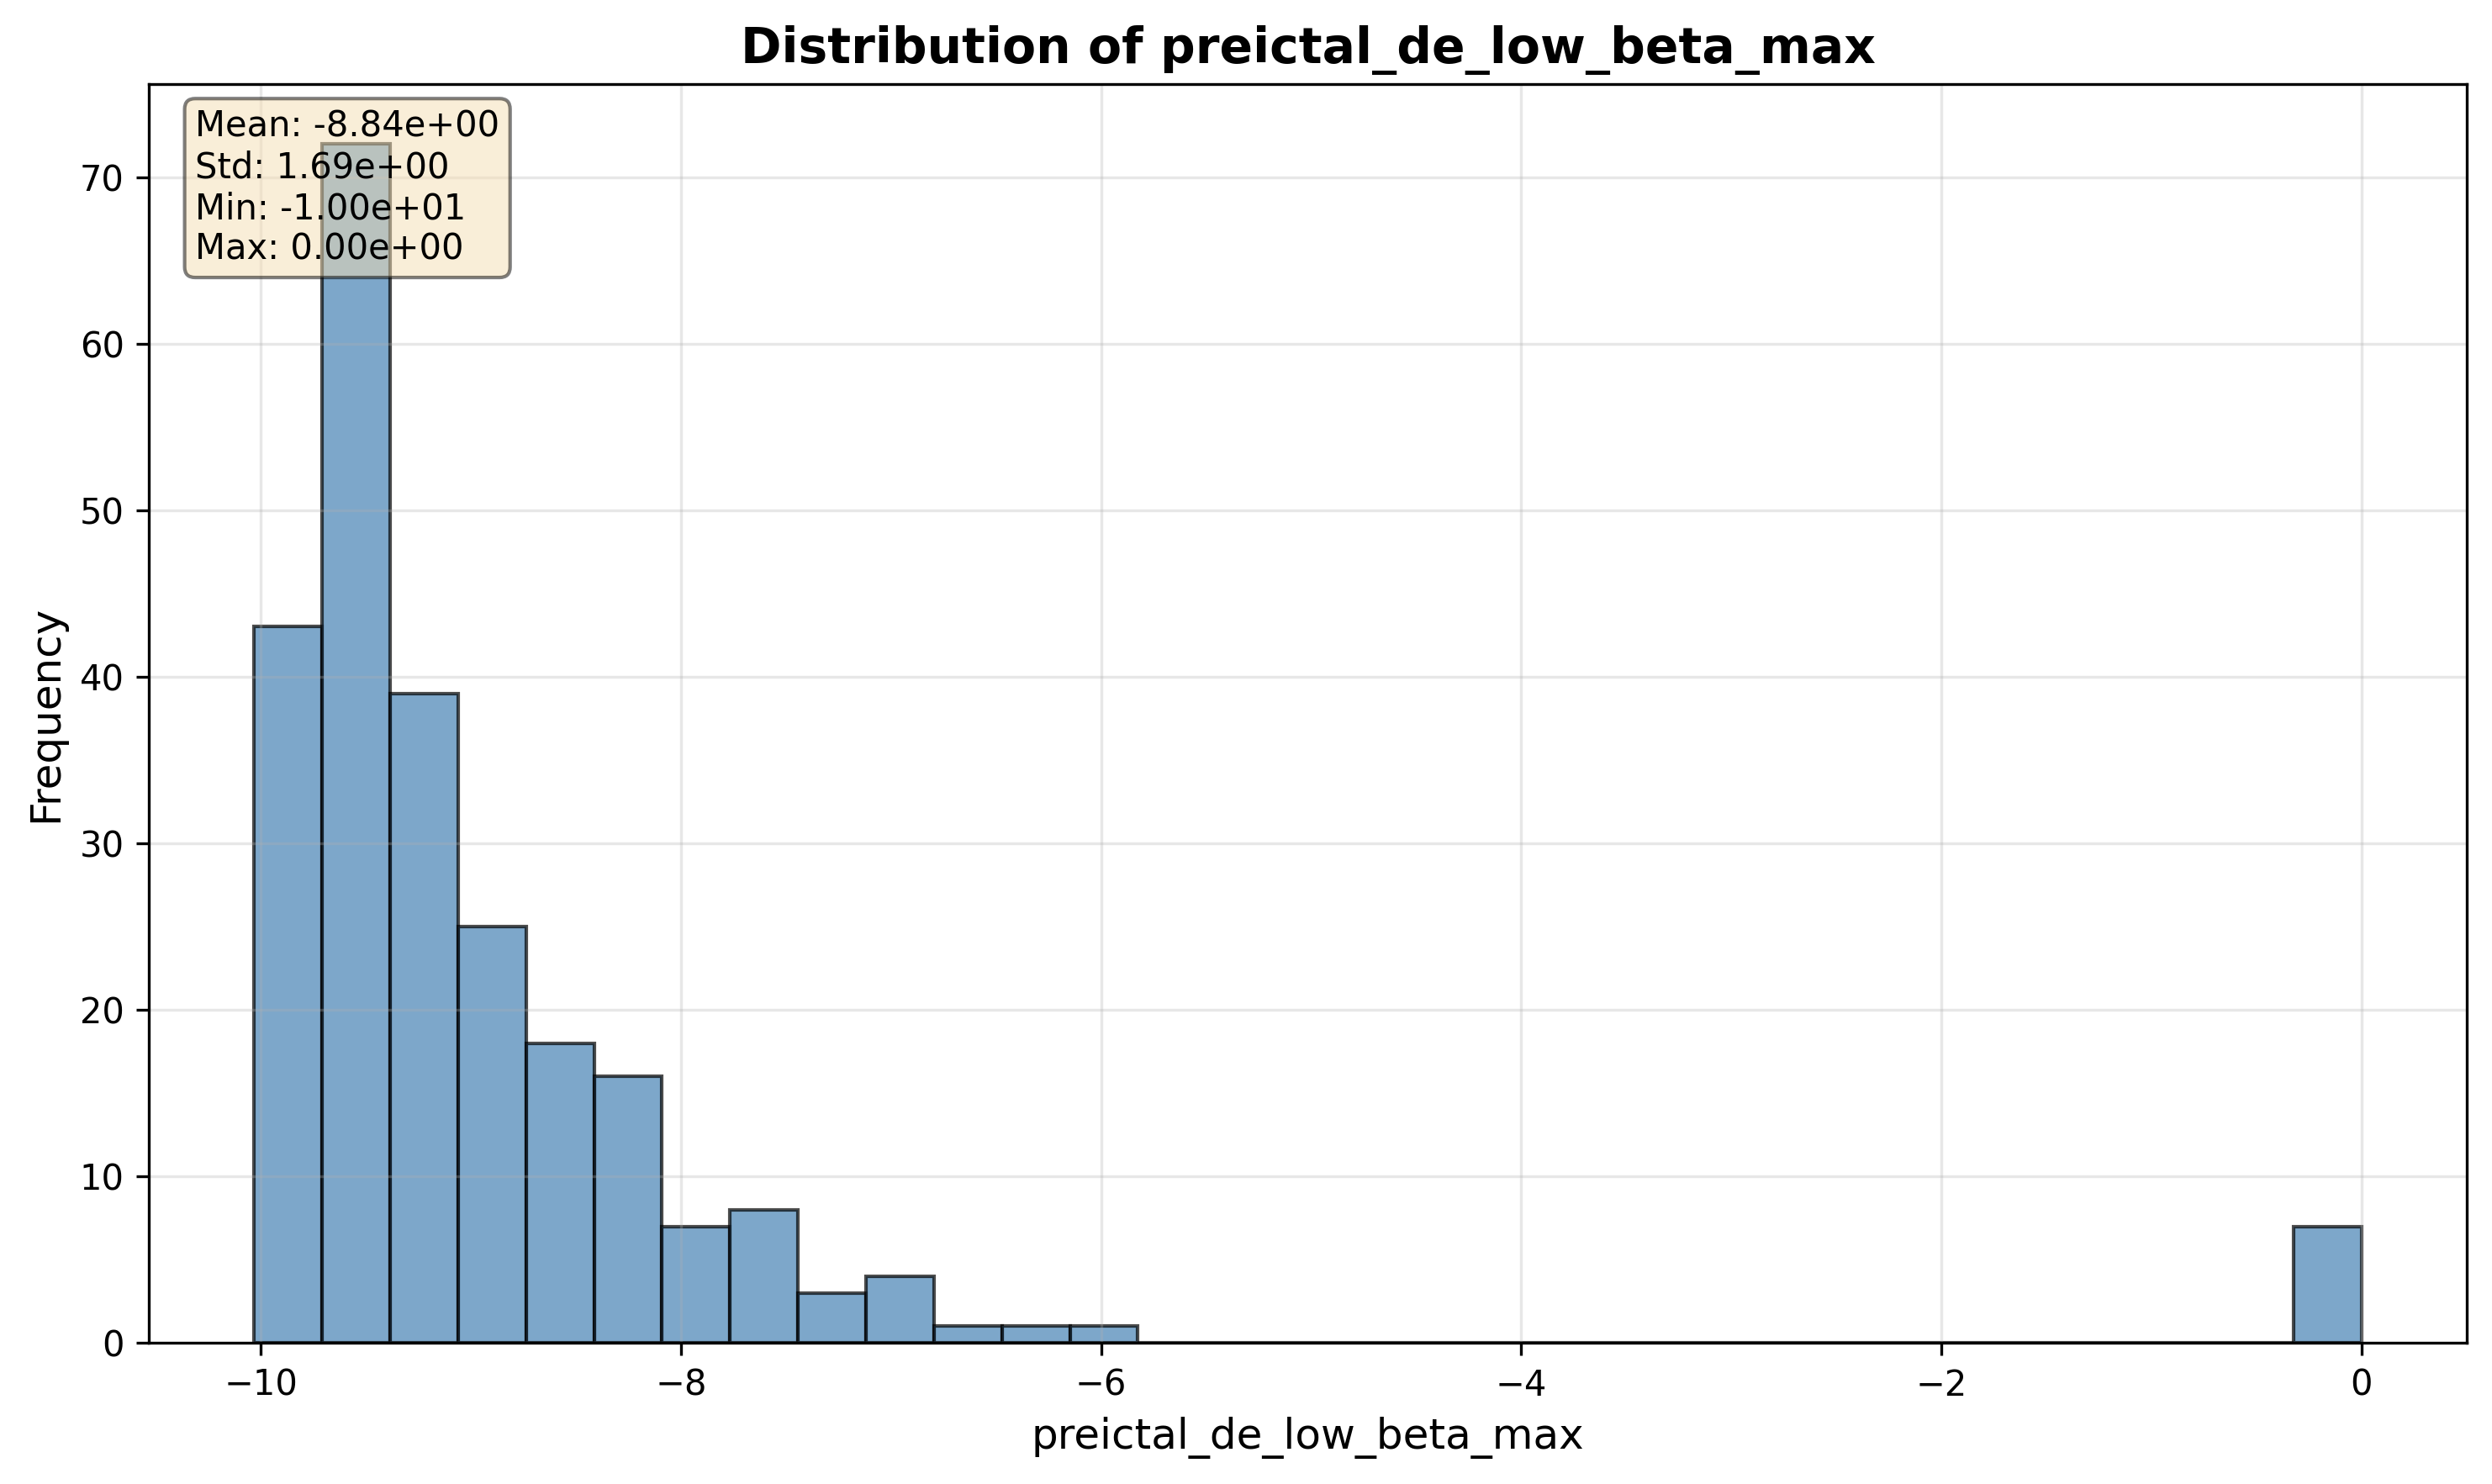 Distribution of preictal_de_low_beta_max
Mean: -8.84e+00
Std: 1.69e+00
Min: -1.00e+01
Max: 0.00e+00
70
60
50
40
30
20
10
0
Frequency
−10
−8
−6
−4
−2
0
preictal_de_low_beta_max